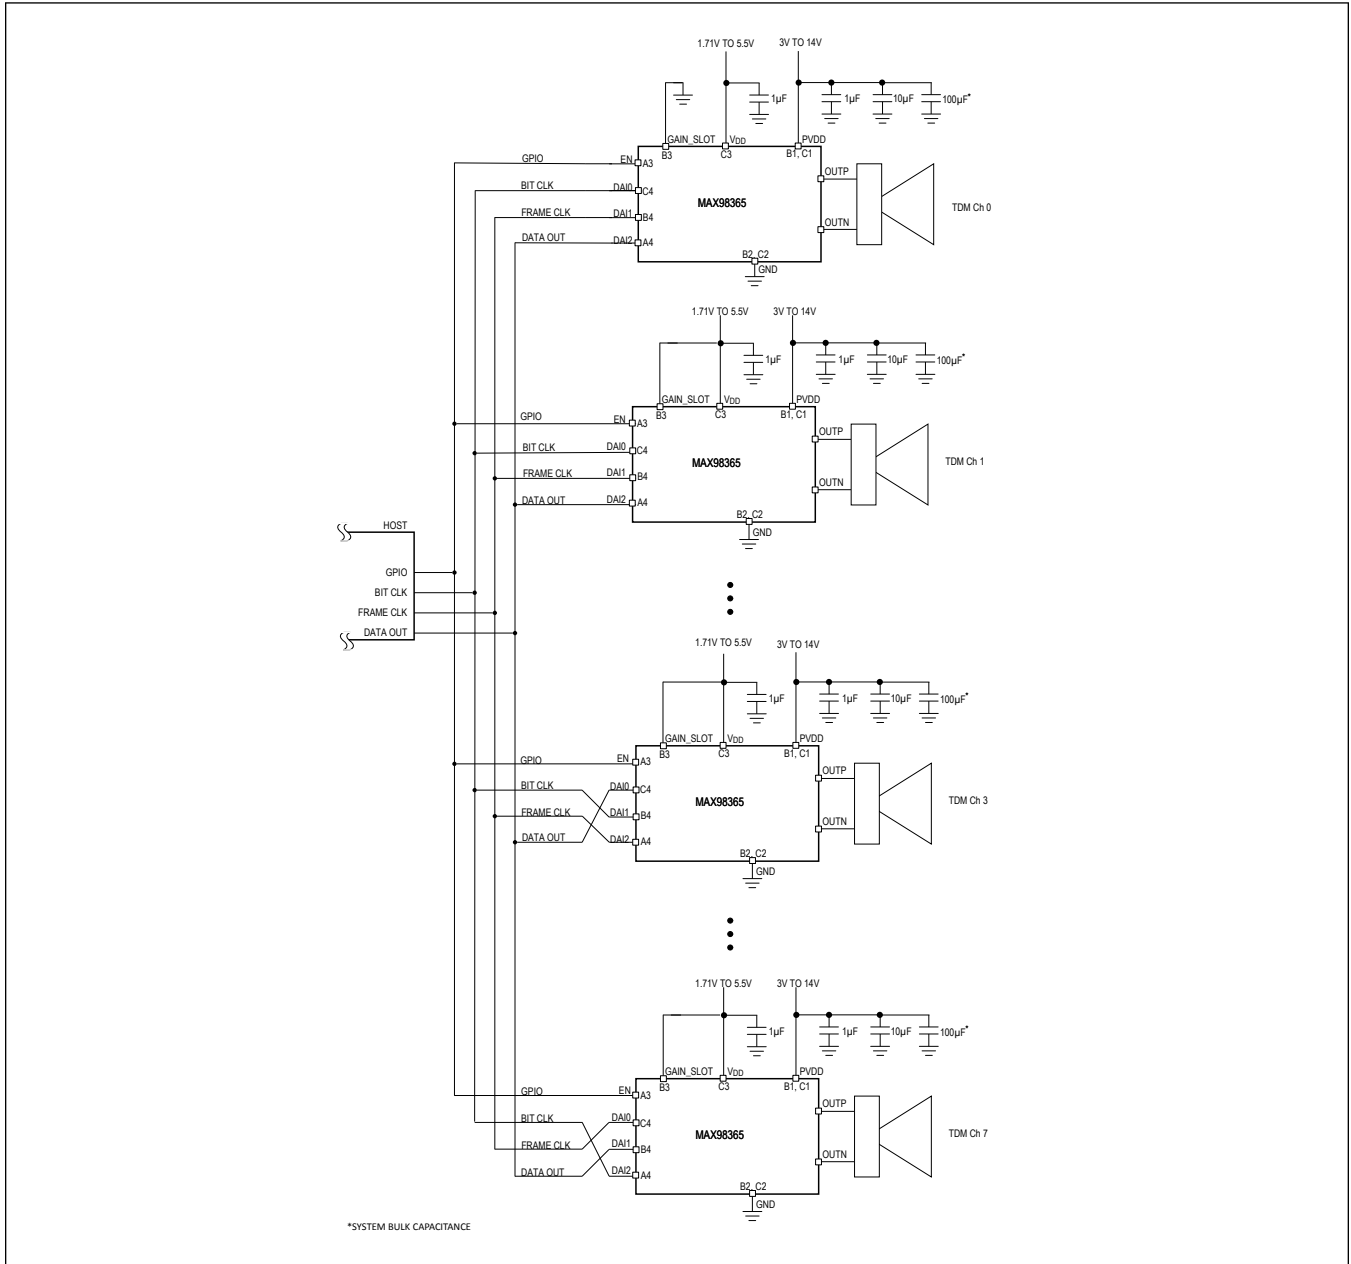 1.71V TO 5.5V 3V TO 14V
1µF 1µF 10µF 100µF*
GAIN_SLOT VDD PVDD
B3 C3 B1, C1
GPIO EN A3
BIT CLK DAI0 C4
FRAME CLK DAI1 B4
DATA OUT DAI2 A4
MAX98365
OUTP
OUTN
TDM Ch 0
B2, C2
GND
1.71V TO 5.5V 3V TO 14V
1µF 1µF 10µF 100µF*
GAIN_SLOT VDD PVDD
B3 C3 B1, C1
GPIO EN A3
BIT CLK DAI0 C4
FRAME CLK DAI1 B4
DATA OUT DAI2 A4
MAX98365
OUTP
OUTN
TDM Ch 1
B2, C2
GND
HOST
GPIO
BIT CLK
FRAME CLK
DATA OUT
1.71V TO 5.5V 3V TO 14V
1µF 1µF 10µF 100µF*
GAIN_SLOT VDD PVDD
B3 C3 B1, C1
GPIO EN A3
BIT CLK DAI0 C4
FRAME CLK DAI1 B4
DATA OUT DAI2 A4
MAX98365
OUTP
OUTN
TDM Ch 3
B2, C2
GND
1.71V TO 5.5V 3V TO 14V
1µF 1µF 10µF 100µF*
GAIN_SLOT VDD PVDD
B3 C3 B1, C1
GPIO EN A3
BIT CLK DAI0 C4
FRAME CLK DAI1 B4
DATA OUT DAI2 A4
MAX98365
OUTP
OUTN
TDM Ch 7
B2, C2
GND
*SYSTEM BULK CAPACITANCE